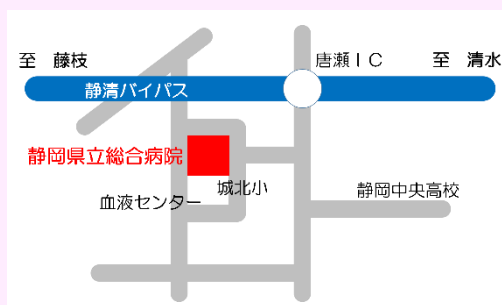 至 藤枝
唐瀬ＩＣ
至 清水
静清バイパス
静岡県立総合病院
城北小
静岡中央高校
血液センター